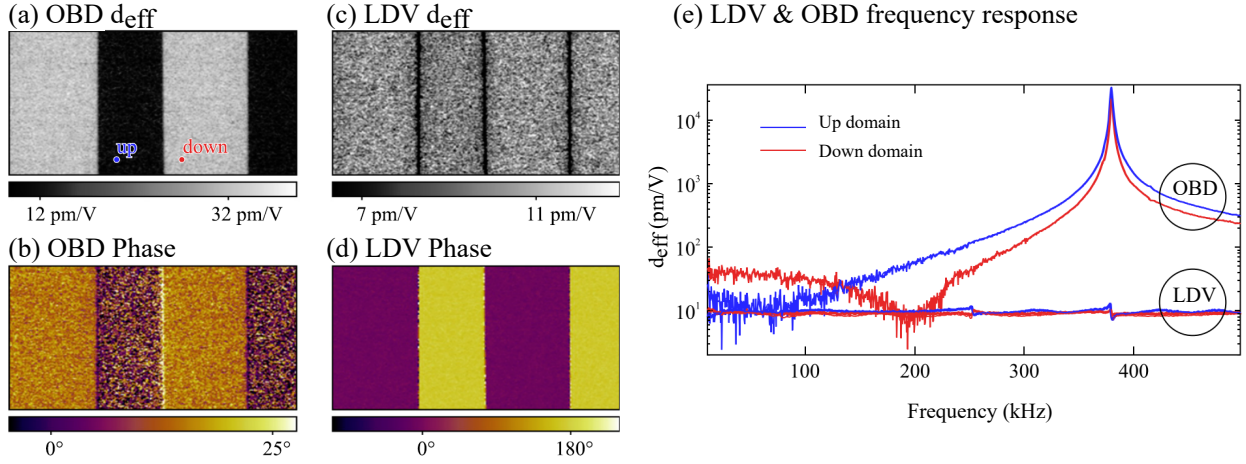 (a) OBD deff
up
down
12 pm/V 32 pm/V
(b) OBD Phase
0° 25°
(c) LDV deff
7 pm/V 11 pm/V
(d) LDV Phase
0° 180°
(e) LDV & OBD frequency response
deff (pm/V)
10⁴
10³
10²
10¹
Up domain
Down domain
OBD
LDV
100 200 300 400
Frequency (kHz)